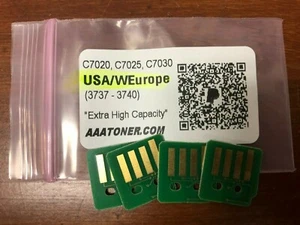 C7020, C7025, C7030
USA/WEurope
(3737 - 3740)
"Extra High Capacity"
AAATONER.COM